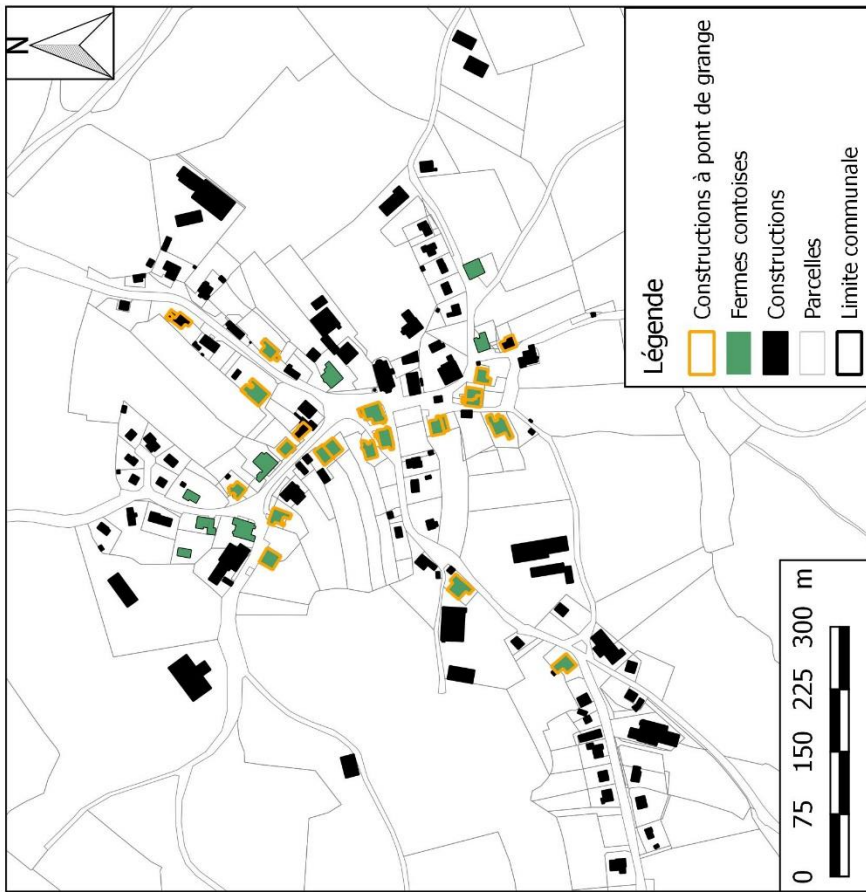 N
Légende
Constructions à pont de grange
Fermes comtoises
Constructions
Parcelles
Limite communale
0 75 150 225 300 m